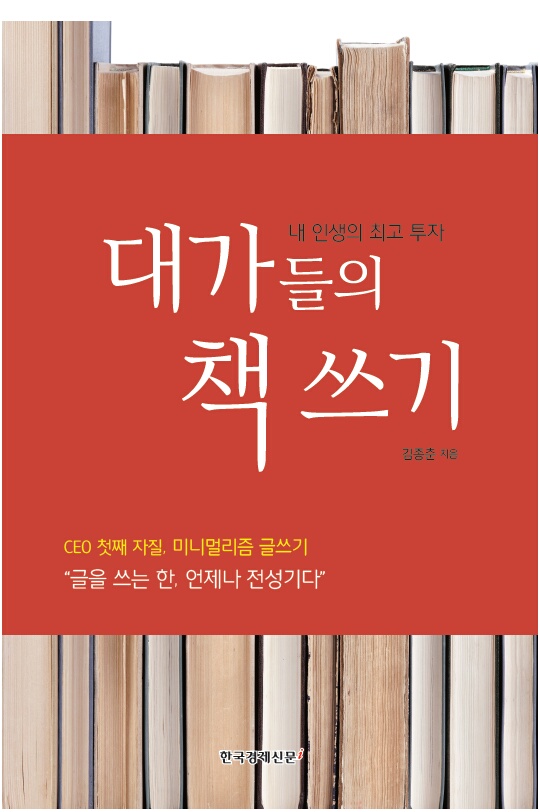 내 인생의 최고 투자
대가들의
책 쓰기
김종춘 지음
CEO 첫째 자질, 미니멀리즘 글쓰기
“글을 쓰는 한, 언제나 전성기다”
한국경제신문i